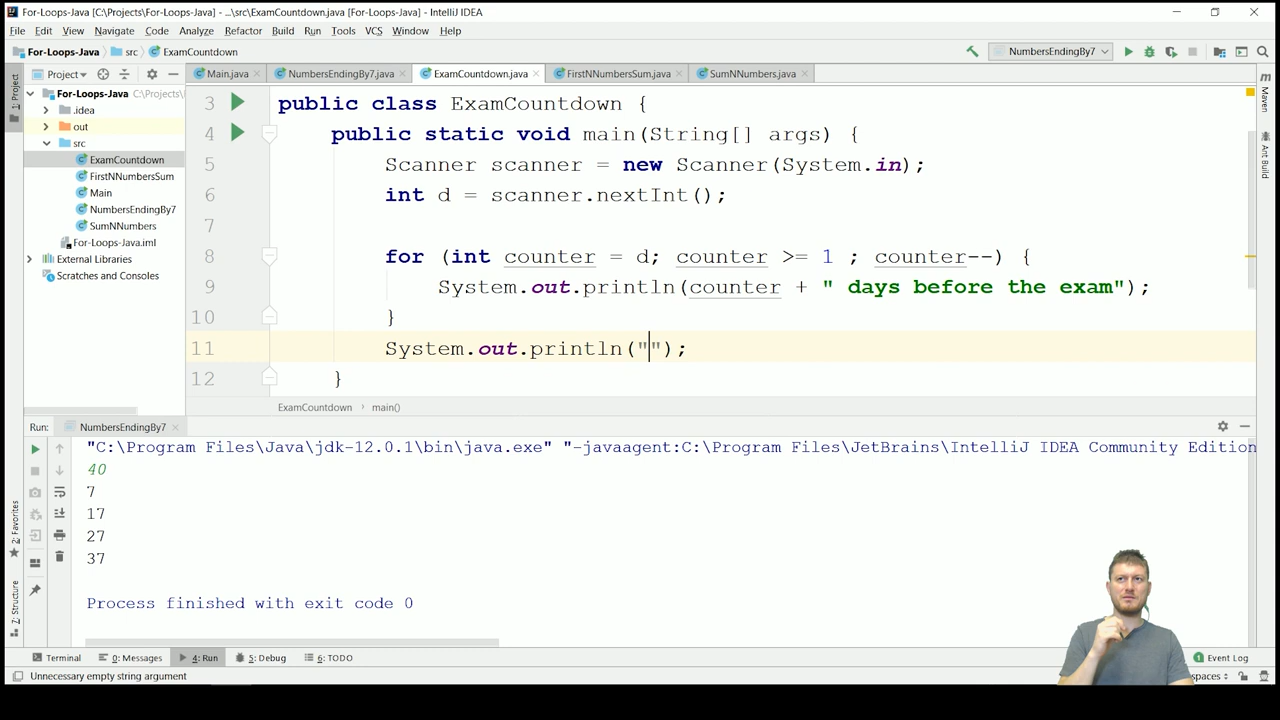 For-Loops-Java [C:\Projects\For-Loops-Java] - ...\src\ExamCountdown.java [For-Loops-Java] - IntelliJ IDEA
File Edit View Navigate Code Analyze Refactor Build Run Tools VCS Window Help
For-Loops-Java src ExamCountdown NumbersEndingBy7
Project Main.java NumbersEndingBy7.java ExamCountdown.java FirstNNumbersSum.java SumNNumbers.java
1: Project
Maven
Ant Build
For-Loops-Java C:\Projects\
.idea
out
src
ExamCountdown
FirstNNumbersSum
Main
NumbersEndingBy7
SumNNumbers
For-Loops-Java.iml
External Libraries
Scratches and Consoles
3 public class ExamCountdown {
4 public static void main(String[] args) {
5 Scanner scanner = new Scanner(System.in);
6 int d = scanner.nextInt();
7
8 for (int counter = d; counter >= 1 ; counter--) {
9 System.out.println(counter + " days before the exam");
10 }
11 System.out.println("");
12 }
ExamCountdown main()
Run: NumbersEndingBy7
"C:\Program Files\Java\jdk-12.0.1\bin\java.exe" "-javaagent:C:\Program Files\JetBrains\IntelliJ IDEA Community Edition
40
7
17
27
37
Process finished with exit code 0
2: Favorites
7: Structure
Terminal 0: Messages 4: Run 5: Debug 6: TODO 1 Event Log
Unnecessary empty string argument spaces